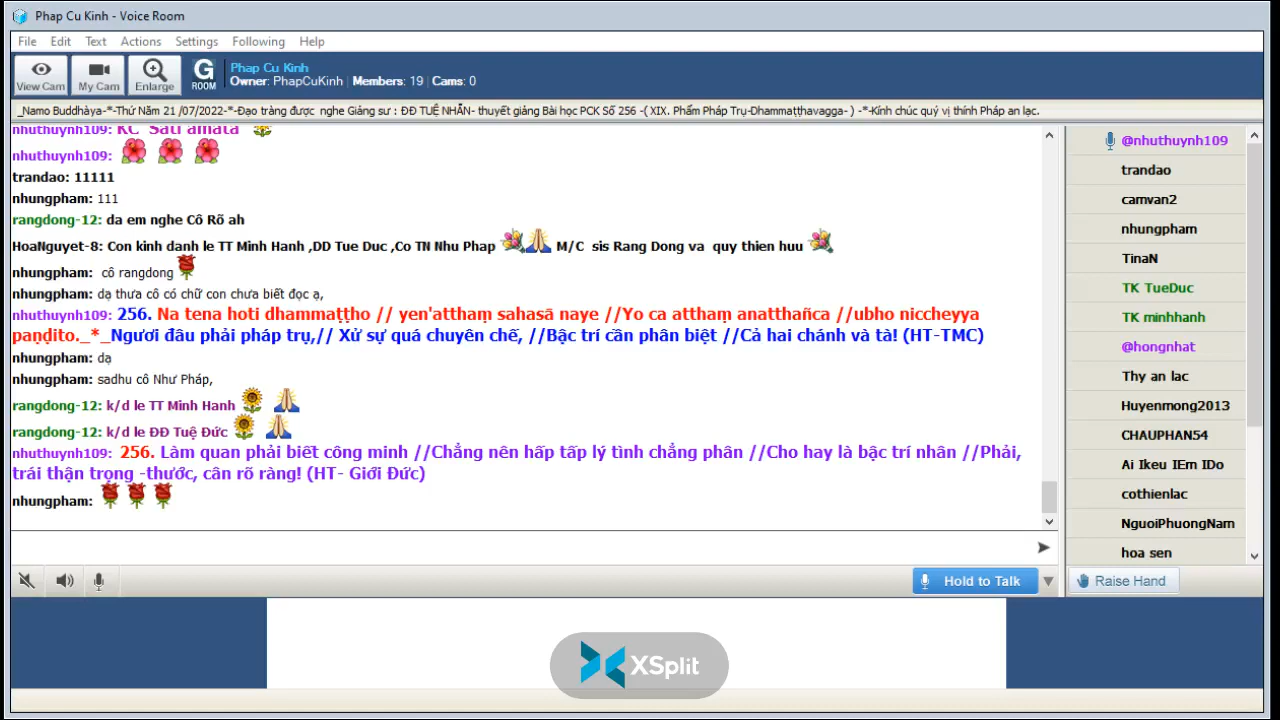 Phap Cu Kinh - Voice Room
File Edit Text Actions Settings Following Help
View Cam My Cam Enlarge G ROOM
Phap Cu Kinh
Owner: PhapCuKinh | Members: 19 | Cams: 0
_Namo Buddhàya-*-Thứ Năm 21 /07/2022-*-Đạo tràng được nghe Giảng sư : ĐĐ TUỆ NHẪN- thuyết giảng Bài học PCK Số 256 -( XIX. Phẩm Pháp Trụ-Dhammaṭṭhavagga- ) -*-Kính chúc quý vị thính Pháp an lạc.
nhuthuynh109: KC Sati amata
nhuthuynh109:
trandao: 11111
nhungpham: 111
rangdong-12: da em nghe Cô Rõ ah
HoaNguyet-8: Con kinh danh le TT Minh Hanh ,DD Tue Duc ,Co TN Nhu Phap M/C sis Rang Dong va quy thien huu
nhungpham: cô rangdong
nhungpham: dạ thưa cô có chữ con chưa biết đọc ạ,
nhuthuynh109: 256. Na tena hoti dhammaṭṭho // yen'atthaṃ sahasā naye //Yo ca atthaṃ anatthañca //ubho niccheyya
paṇḍito._*_Ngươi đâu phải pháp trụ,// Xử sự quá chuyên chế, //Bậc trí cần phân biệt //Cả hai chánh và tà! (HT-TMC)
nhungpham: dạ
nhungpham: sadhu cô Như Pháp,
rangdong-12: k/d le TT Minh Hanh
rangdong-12: k/d le ĐĐ Tuệ Đức
nhuthuynh109: 256. Làm quan phải biết công minh //Chẳng nên hấp tấp lý tình chẳng phân //Cho hay là bậc trí nhân //Phải,
trái thận trọng -thước, cân rõ ràng! (HT- Giới Đức)
nhungpham:
@nhuthuynh109
trandao
camvan2
nhungpham
TinaN
TK TueDuc
TK minhhanh
@hongnhat
Thy an lac
Huyenmong2013
CHAUPHAN54
Ai Ikeu IEm IDo
cothienlac
NguoiPhuongNam
hoa sen
Hold to Talk
Raise Hand
XSplit